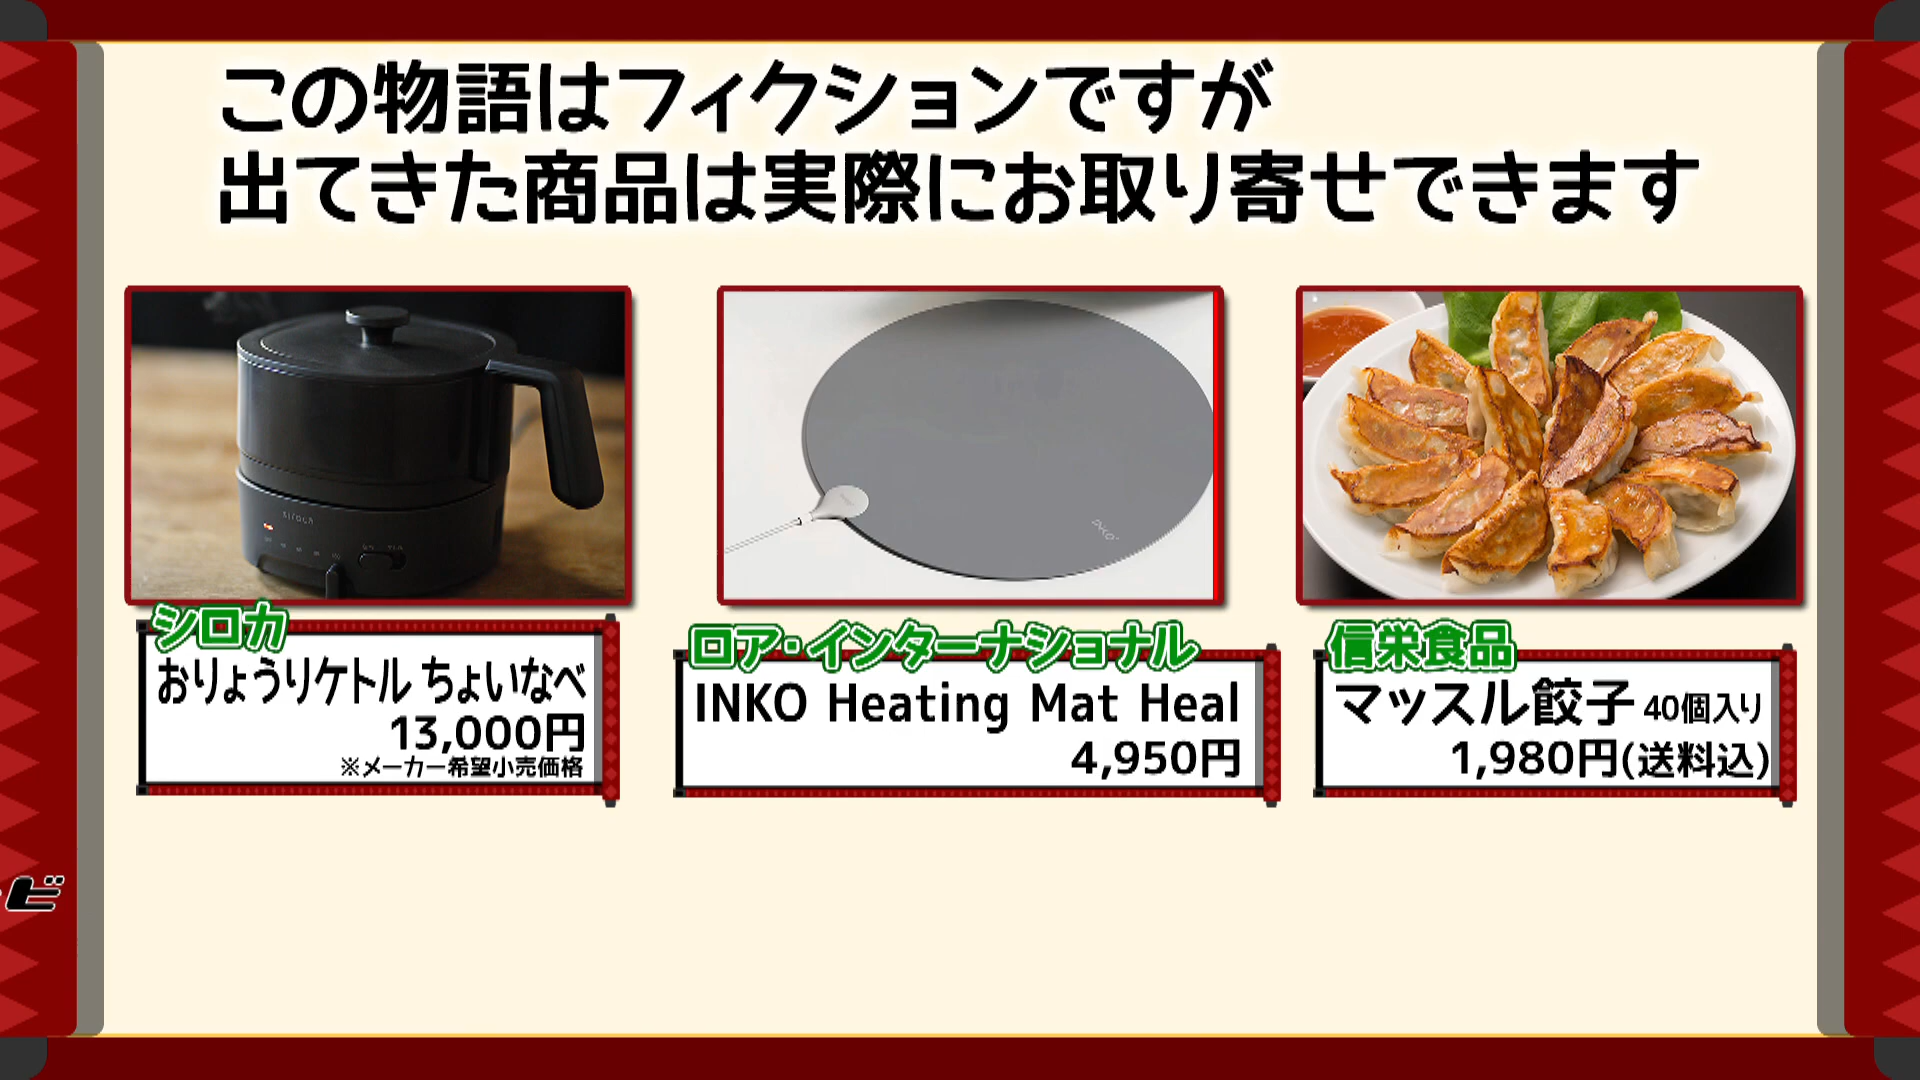 この物語はフィクションですが
出てきた商品は実際にお取り寄せできます
siroca
INKO
シロカ
おりょうりケトル ちょいなべ
13,000円
※メーカー希望小売価格
ロア・インターナショナル
INKO Heating Mat Heal
4,950円
信栄食品
マッスル餃子 40個入り
1,980円(送料込)
ビ